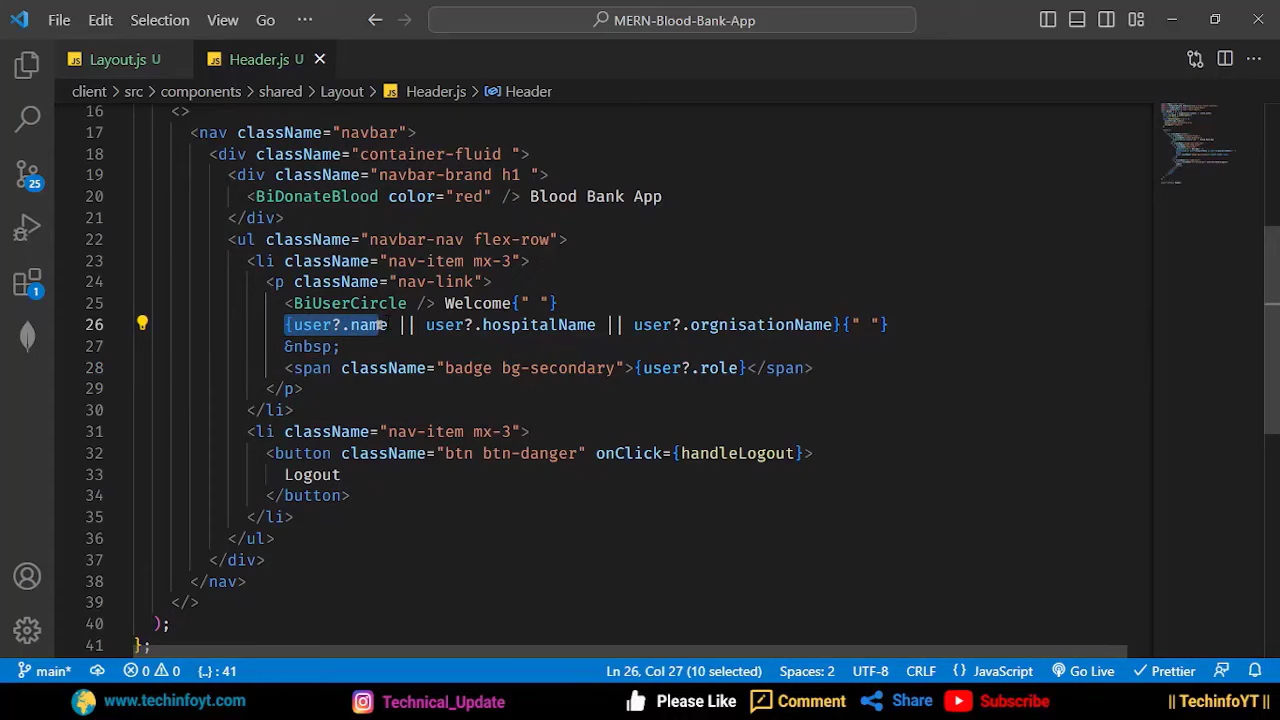 File Edit View Go ··· MERN-Blood-Bank-App
JS Layout.js U JS Header.js U
client > src > components > shared > Layout > JS Header.js > Header
16 <>
17 <nav className="navbar">
18 <div className="container-fluid ">
19 <div className="navbar-brand h1 ">
20 <BiDonateBlood color="red" /> Blood Bank App
21 </div>
22 <ul className="navbar-nav flex-row">
23 <li className="nav-item mx-3">
24 <p className="nav-link">
25 <BiUserCircle /> Welcome{" "}
26 {user?.name || user?.hospitalName || user?.orgnisationName}{" "}
27 &nbsp;
28 <span className="badge bg-secondary">{user?.role}</span>
29 </p>
30 </li>
31 <li className="nav-item mx-3">
32 <button className="btn btn-danger" onClick={handleLogout}>
33 Logout
34 </button>
35 </li>
36 </ul>
37 </div>
38 </nav>
39 </>
40 );
41 };
25
1
main* 0 0 {..} : 41 Ln 26, Col 27 (10 selected) Spaces: 2 UTF-8 CRLF {} JavaScript Go Live Prettier
www.techinfoyt.com Technical_Update Please Like Comment Share Subscribe || TechinfoYT ||